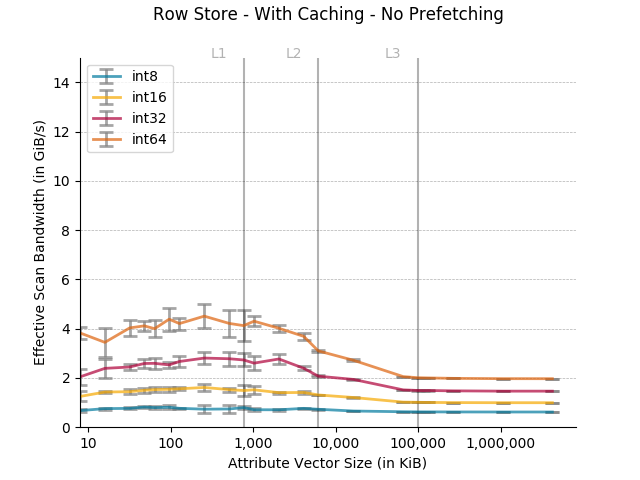 Row Store - With Caching - No Prefetching
L1 L2 L3
int8
int16
int32
int64
14
12
10
8
6
4
2
0
Effective Scan Bandwidth (in GiB/s)
10 100 1,000 10,000 100,000 1,000,000
Attribute Vector Size (in KiB)